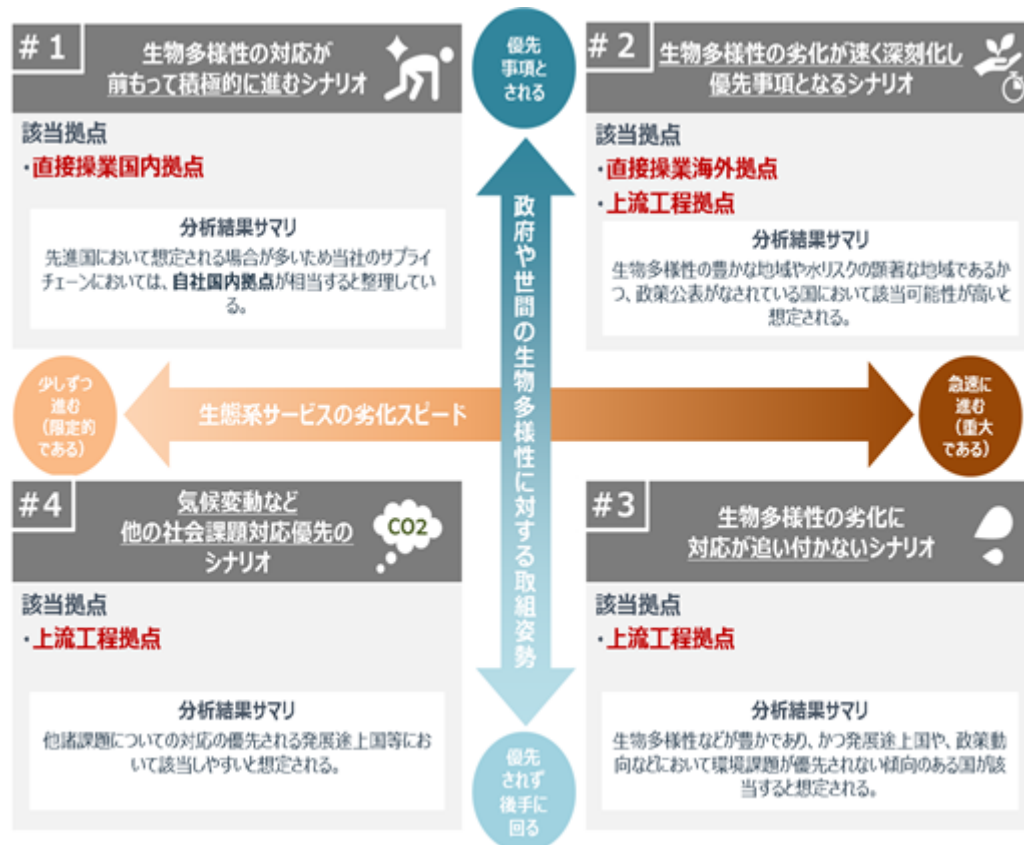 #1
生物多様性の対応が
前もって積極的に進むシナリオ
該当拠点
・直接操業国内拠点
分析結果サマリ
先進国において想定される場合が多いため当社のサプライ
チェーンにおいては、自社国内拠点が相当すると整理してい
る。
優先
事項と
される
#2
生物多様性の劣化が速く深刻化し
優先事項となるシナリオ
該当拠点
・直接操業海外拠点
・上流工程拠点
分析結果サマリ
生物多様性の豊かな地域や水リスクの顕著な地域であるか
つ、政策公表がなされている国において該当可能性が高いと
想定される。
政府や世間の生物多様性に対する取組姿勢
少しずつ
進む
（限定的
である）
生態系サービスの劣化スピード
急速に
進む
（重大
である）
#4
気候変動など
他の社会課題対応優先の
シナリオ
CO2
該当拠点
・上流工程拠点
分析結果サマリ
他諸課題についての対応の優先される発展途上国等にお
いて該当しやすいと想定される。
優先
されず
後手に
回る
#3
生物多様性の劣化に
対応が追い付かないシナリオ
該当拠点
・上流工程拠点
分析結果サマリ
生物多様性などが豊かであり、かつ発展途上国や、政策動
向などにおいて環境課題が優先されない傾向のある国が該
当すると想定される。